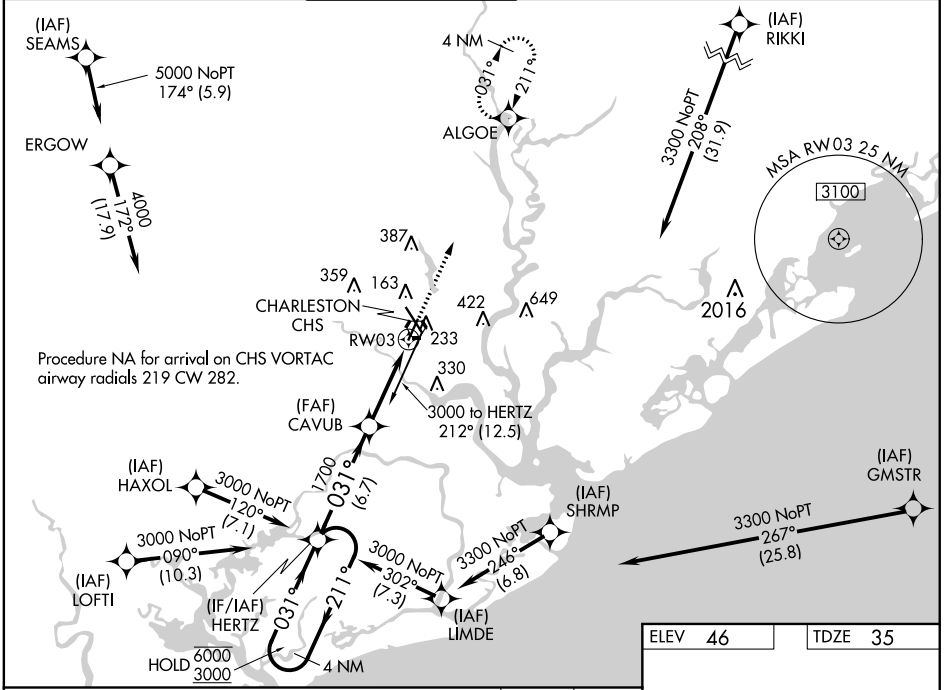 (IAF)
SEAMS
5000 NoPT
174° (5.9)
ERGOW
4000
172°
(17.9)
4 NM
031°
211°
ALGOE
(IAF)
RIKKI
3300 NoPT
208°
(31.9)
MSA RW03 25 NM
3100
387
359
163
CHARLESTON
CHS
422
649
2016
RW03
233
Procedure NA for arrival on CHS VORTAC
airway radials 219 CW 282.
330
3000 to HERTZ
212° (12.5)
(FAF)
CAVUB
1700
031°
(6.7)
(IAF)
HAXOL
3000 NoPT
120°
(7.1)
(IAF)
GMSTR
3300 NoPT
267°
(25.8)
(IAF)
SHRMP
3300 NoPT
246°
(6.8)
3000 NoPT
090°
(10.3)
(IAF)
LOFTI
3000 NoPT
302°
(7.3)
(IAF)
LIMDE
(IF/IAF)
HERTZ
031°
211°
HOLD 6000
3000
4 NM
ELEV 46
TDZE 35